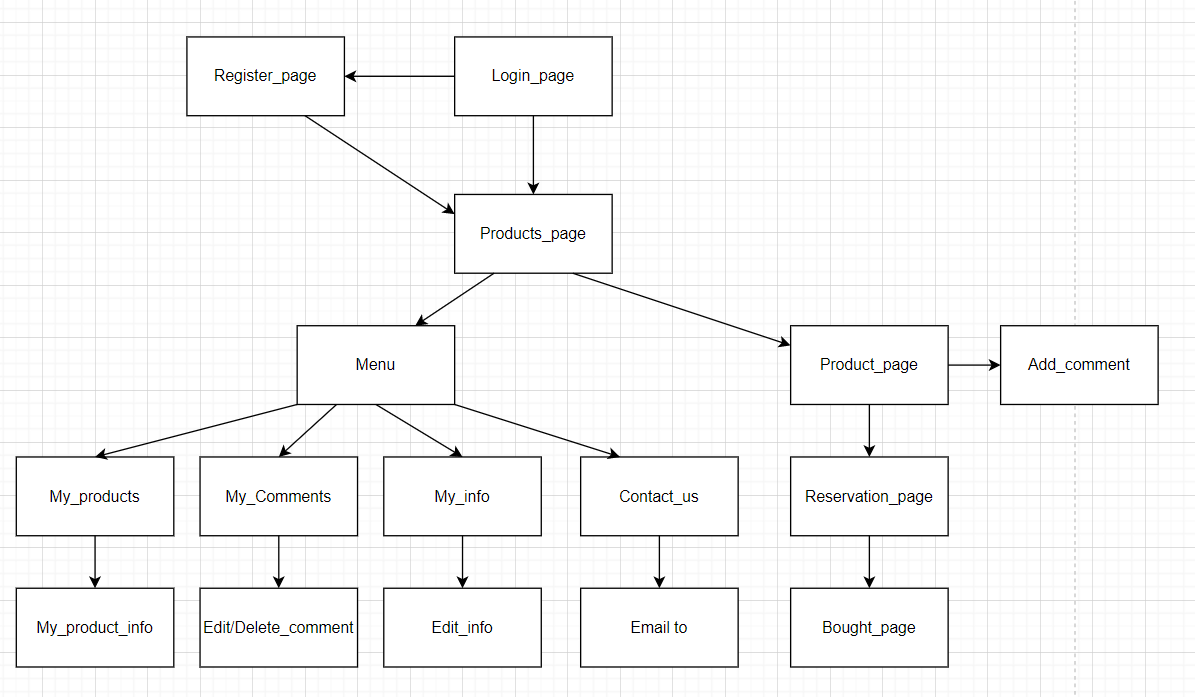 Register_page
Login_page
Products_page
Menu
Product_page
Add_comment
My_products
My_Comments
My_info
Contact_us
Reservation_page
My_product_info
Edit/Delete_comment
Edit_info
Email to
Bought_page